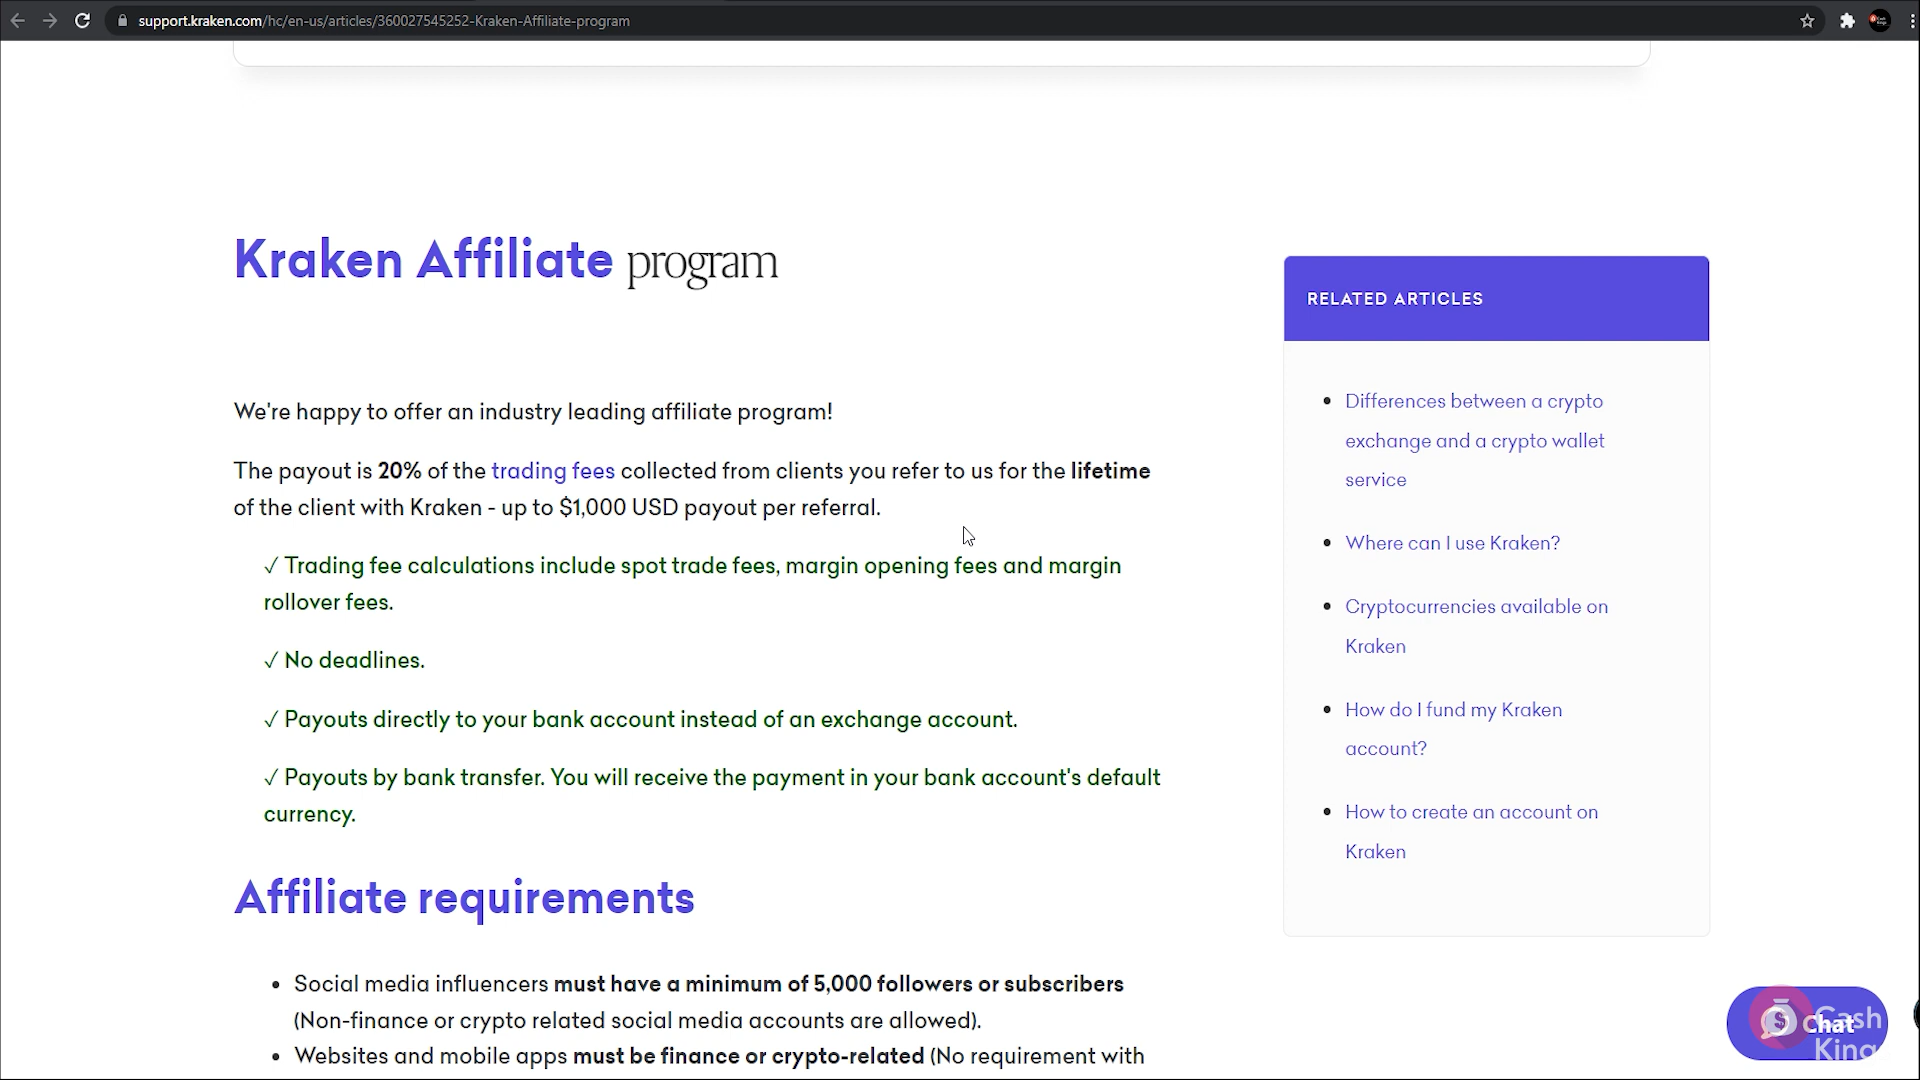 support.kraken.com/hc/en-us/articles/360027545252-Kraken-Affiliate-program
Kraken Affiliate program
We're happy to offer an industry leading affiliate program!
The payout is 20% of the trading fees collected from clients you refer to us for the lifetime
of the client with Kraken - up to $1,000 USD payout per referral.
✓ Trading fee calculations include spot trade fees, margin opening fees and margin
rollover fees.
✓ No deadlines.
✓ Payouts directly to your bank account instead of an exchange account.
✓ Payouts by bank transfer. You will receive the payment in your bank account's default
currency.
Affiliate requirements
• Social media influencers must have a minimum of 5,000 followers or subscribers
(Non-finance or crypto related social media accounts are allowed).
• Websites and mobile apps must be finance or crypto-related (No requirement with
RELATED ARTICLES
• Differences between a crypto
exchange and a crypto wallet
service
• Where can I use Kraken?
• Cryptocurrencies available on
Kraken
• How do I fund my Kraken
account?
• How to create an account on
Kraken
Chat
Cash
Kings